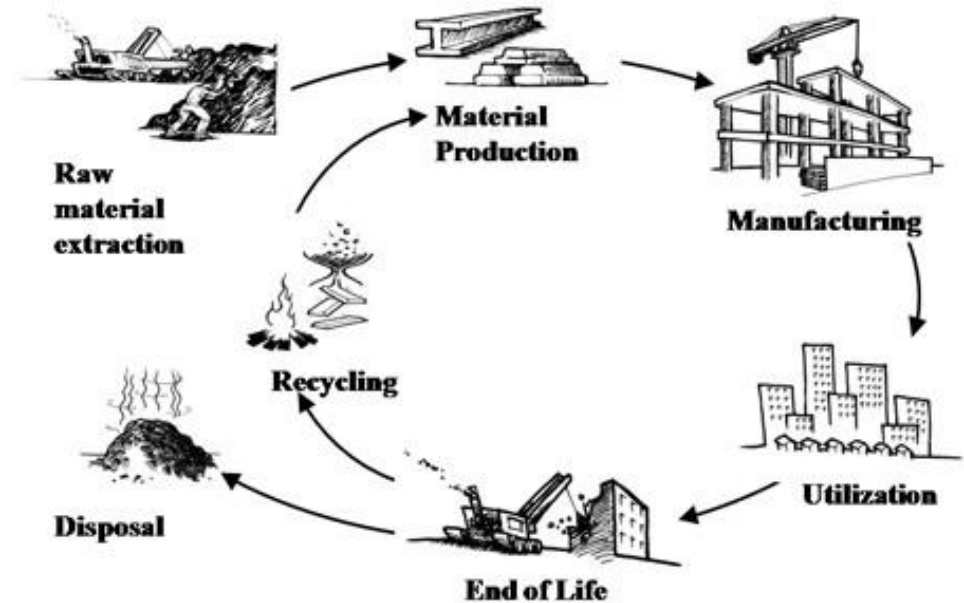 Raw
material
extraction
Material
Production
Manufacturing
Utilization
End of Life
Recycling
Disposal